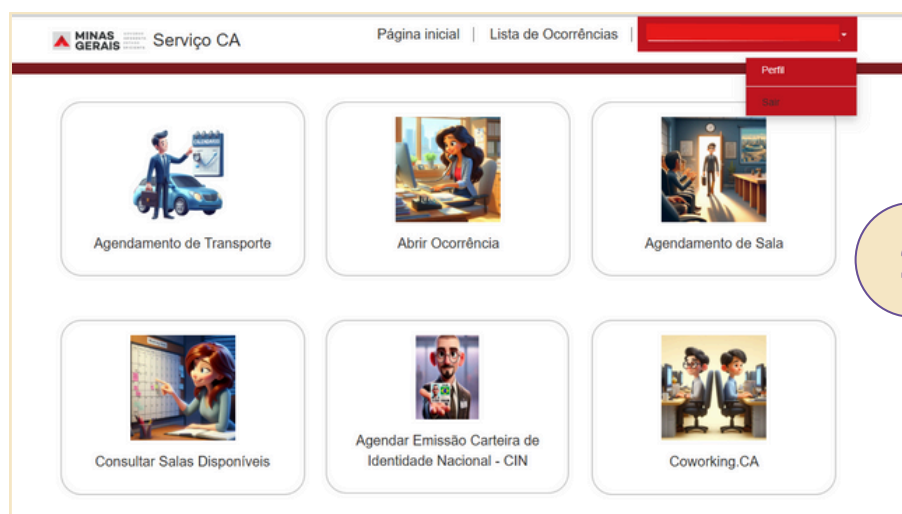 MINAS GERAIS Serviço CA Página inicial | Lista de Ocorrências |
Perfil
Sair
Agendamento de Transporte
Abrir Ocorrência
Agendamento de Sala
Consultar Salas Disponíveis
Agendar Emissão Carteira de
Identidade Nacional - CIN
Coworking.CA